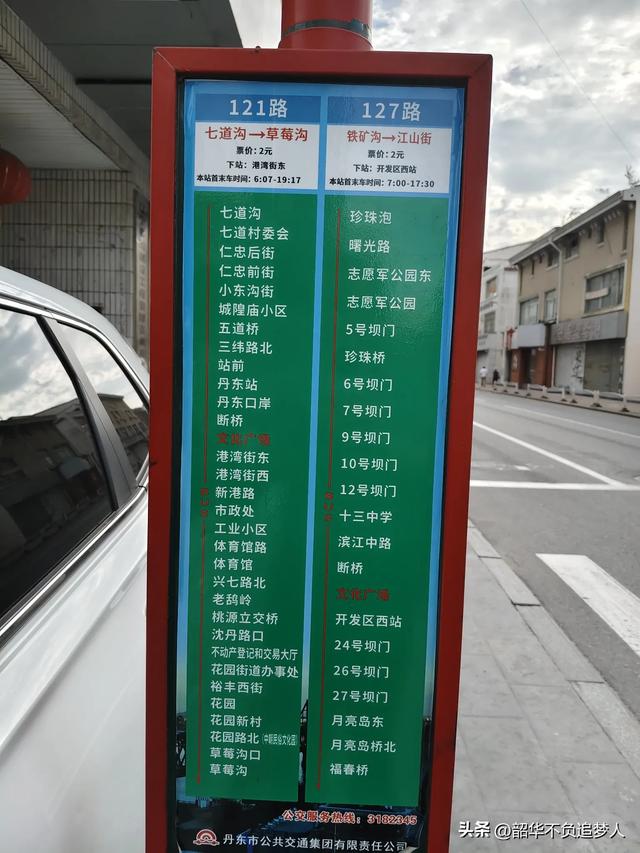 121路
七道沟→草莓沟
票价:2元
下站:港湾街东
本站首末车时间:6:07-19:17
七道沟
七道村委会
仁忠后街
仁忠前街
小东沟街
城隍庙小区
五道桥
三纬路北
站前
丹东站
丹东口岸
断桥
文化广场
港湾街东
港湾街西
新港路
市政处
工业小区
体育馆路
体育馆
兴七路北
老鸹岭
桃源立交桥
沈丹路口
不动产登记和交易大厅
花园街道办事处
裕丰西街
花园
花园新村
花园路北(中朝民俗文化园)
草莓沟口
草莓沟
127路
铁矿沟→江山街
票价:2元
下站:开发区西站
本站首末车时间:7:00-17:30
珍珠泡
曙光路
志愿军公园东
志愿军公园
5号坝门
珍珠桥
6号坝门
7号坝门
9号坝门
10号坝门
12号坝门
十三中学
滨江中路
断桥
文化广场
开发区西站
24号坝门
26号坝门
27号坝门
月亮岛东
月亮岛桥北
福春桥
公交服务热线:3182345
丹东市公共交通集团有限责任公司
头条 @韶华不负追梦人